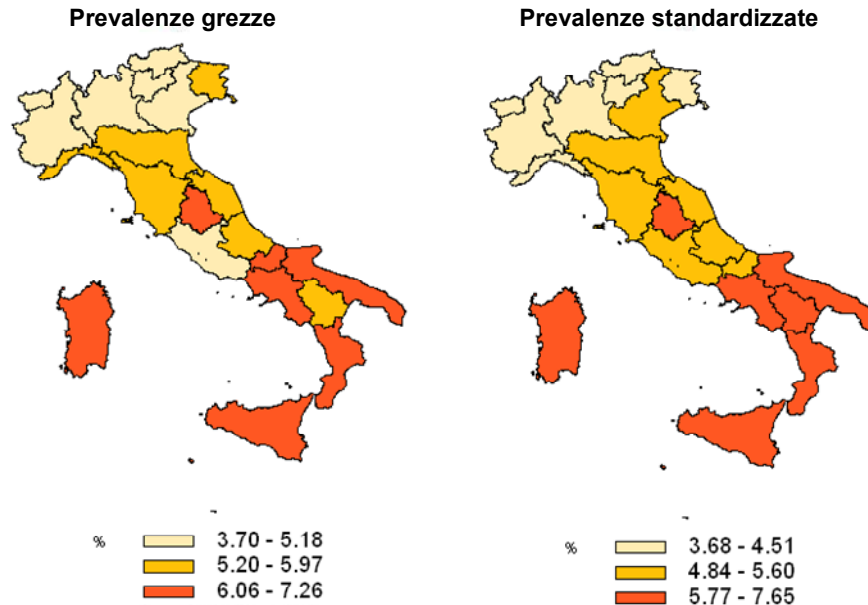 Prevalenze grezze
Prevalenze standardizzate
% 3.70 - 5.18
5.20 - 5.97
6.06 - 7.26
% 3.68 - 4.51
4.84 - 5.60
5.77 - 7.65